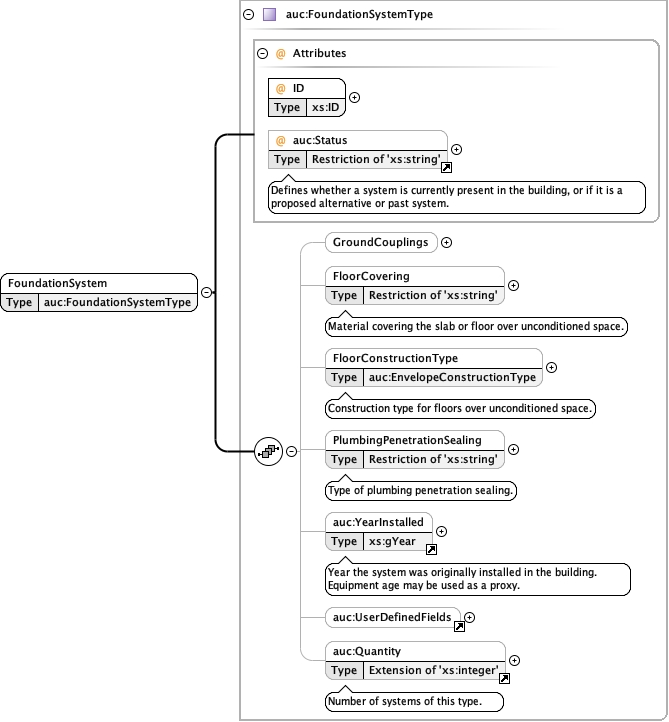 auc:FoundationSystemType
@ Attributes
@ ID
Type xs:ID
@ auc:Status
Type Restriction of 'xs:string'
Defines whether a system is currently present in the building, or if it is a
proposed alternative or past system.
FoundationSystem
Type auc:FoundationSystemType
GroundCouplings
FloorCovering
Type Restriction of 'xs:string'
Material covering the slab or floor over unconditioned space.
FloorConstructionType
Type auc:EnvelopeConstructionType
Construction type for floors over unconditioned space.
PlumbingPenetrationSealing
Type Restriction of 'xs:string'
Type of plumbing penetration sealing.
auc:YearInstalled
Type xs:gYear
Year the system was originally installed in the building.
Equipment age may be used as a proxy.
auc:UserDefinedFields
auc:Quantity
Type Extension of 'xs:integer'
Number of systems of this type.